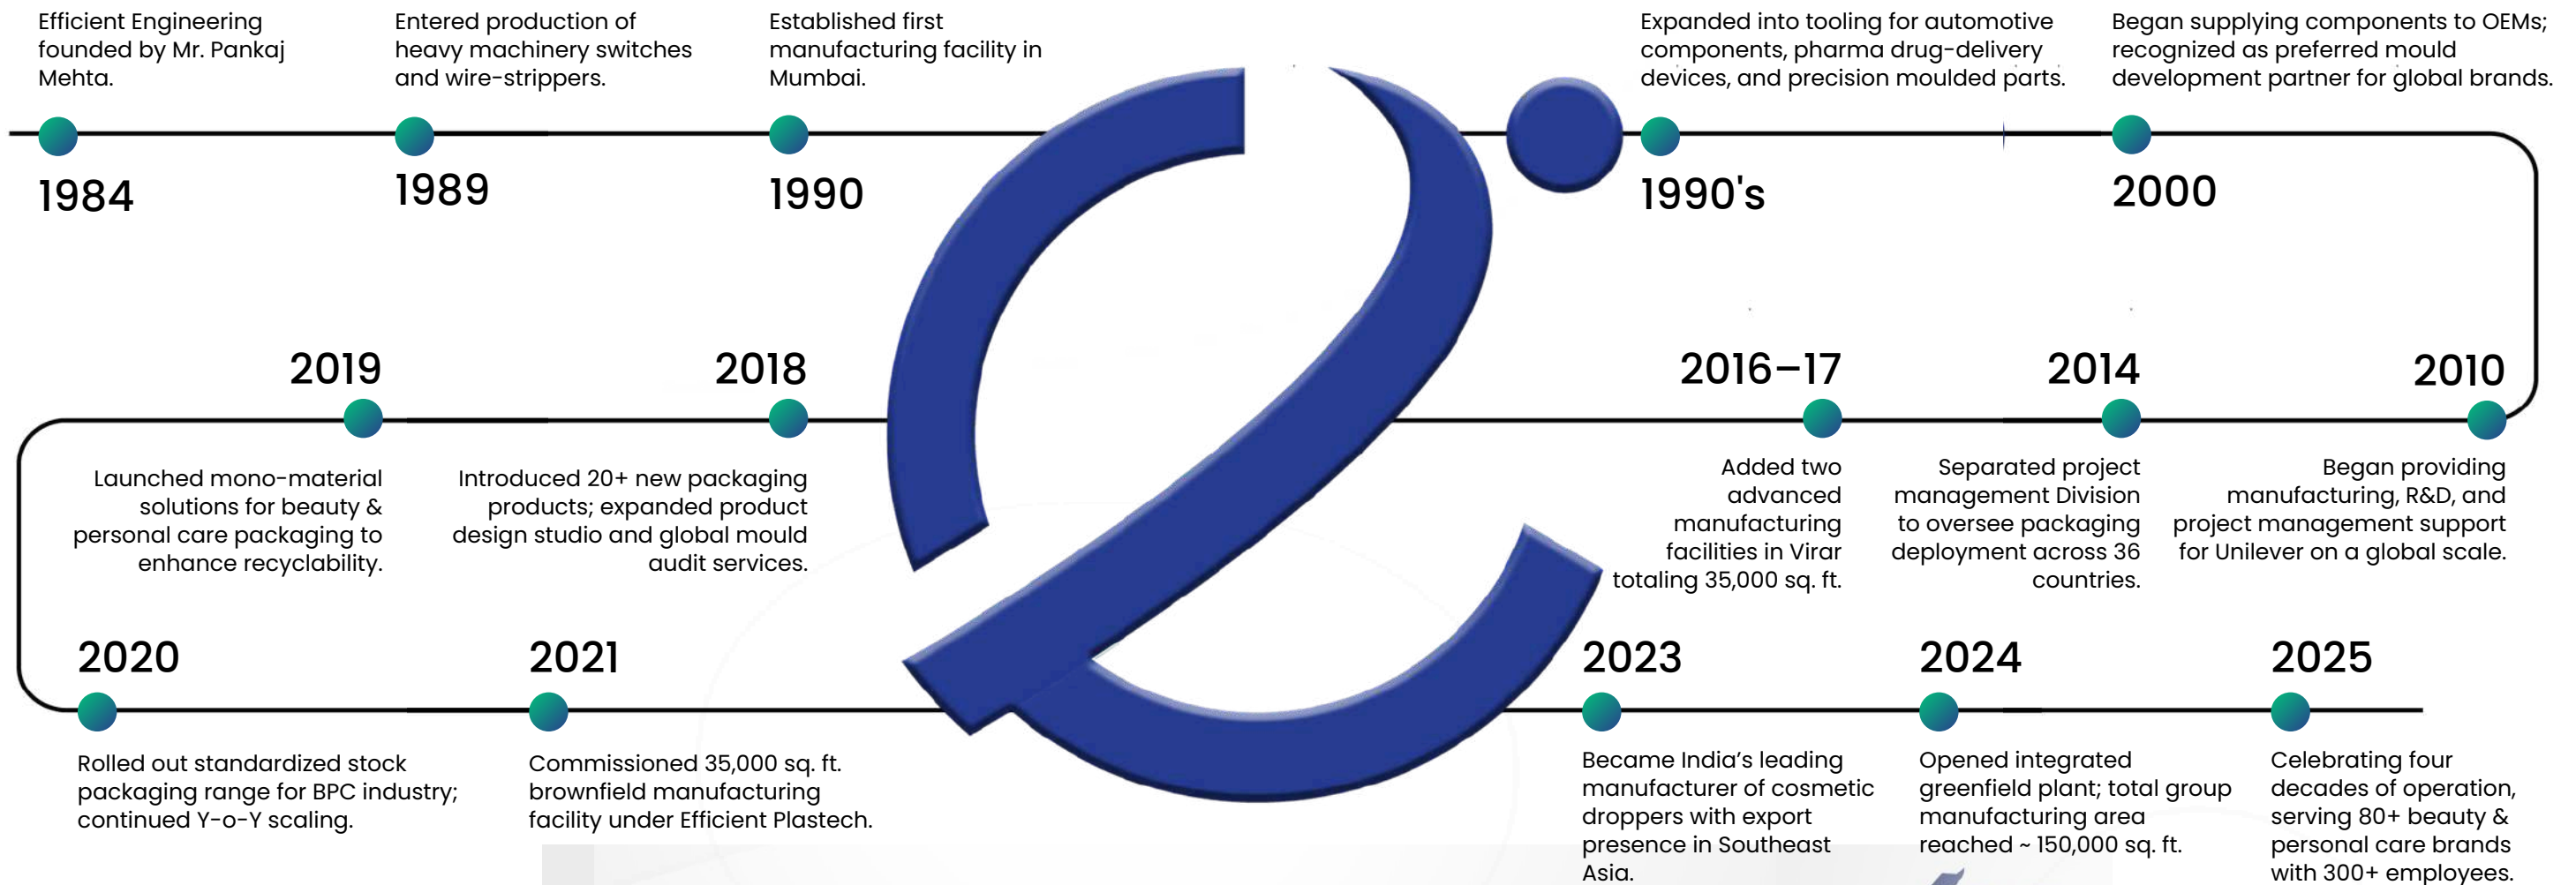 Efficient Engineering
founded by Mr. Pankaj
Mehta.
1984
Entered production of
heavy machinery switches
and wire-strippers.
1989
Established first
manufacturing facility in
Mumbai.
1990
Expanded into tooling for automotive
components, pharma drug-delivery
devices, and precision moulded parts.
1990's
Began supplying components to OEMs;
recognized as preferred mould
development partner for global brands.
2000
2010
Began providing
manufacturing, R&D, and
project management support
for Unilever on a global scale.
2014
Separated project
management Division
to oversee packaging
deployment across 36
countries.
2016–17
Added two
advanced
manufacturing
facilities in Virar
totaling 35,000 sq. ft.
2018
Introduced 20+ new packaging
products; expanded product
design studio and global mould
audit services.
2019
Launched mono-material
solutions for beauty &
personal care packaging to
enhance recyclability.
2020
Rolled out standardized stock
packaging range for BPC industry;
continued Y-o-Y scaling.
2021
Commissioned 35,000 sq. ft.
brownfield manufacturing
facility under Efficient Plastech.
2023
Became India’s leading
manufacturer of cosmetic
droppers with export
presence in Southeast
Asia.
2024
Opened integrated
greenfield plant; total group
manufacturing area
reached ~ 150,000 sq. ft.
2025
Celebrating four
decades of operation,
serving 80+ beauty &
personal care brands
with 300+ employees.